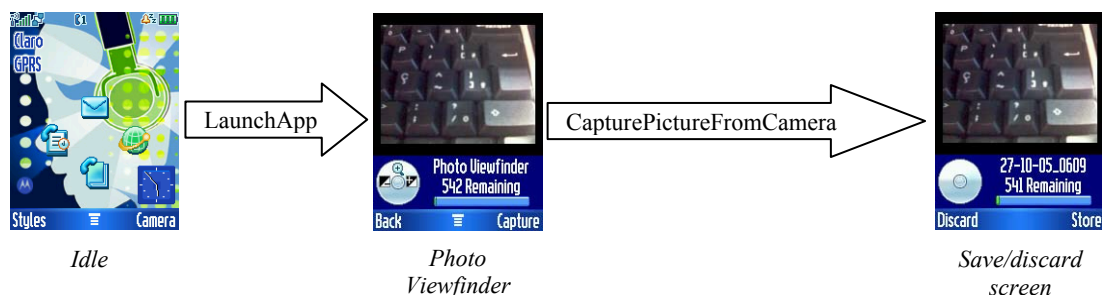 Claro
GPRS
Styles
Camera
Idle
LaunchApp
Photo Viewfinder
542 Remaining
Back
Capture
Photo
Viewfinder
CapturePictureFromCamera
27-10-05_0609
541 Remaining
Discard
Store
Save/discard
screen